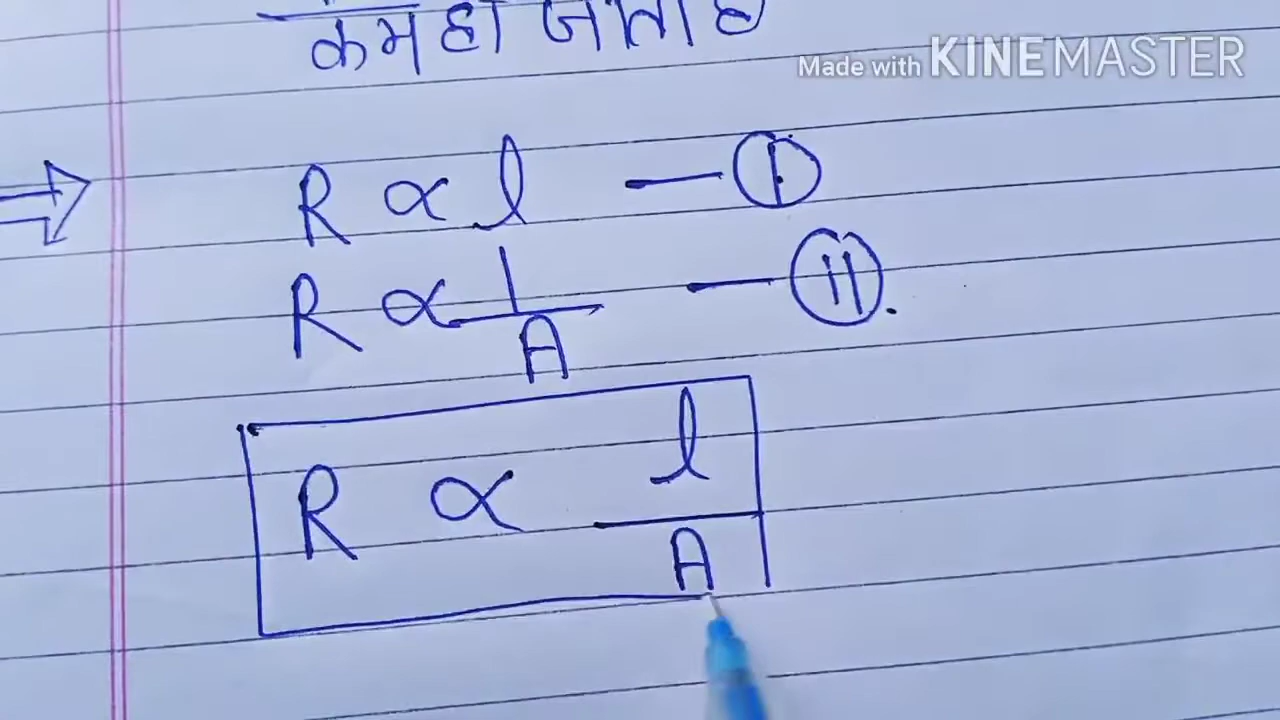 कम हो जाता है
Made with KINEMASTER
R ∝ l — I
R ∝ 1/A — II.
R ∝ l/A